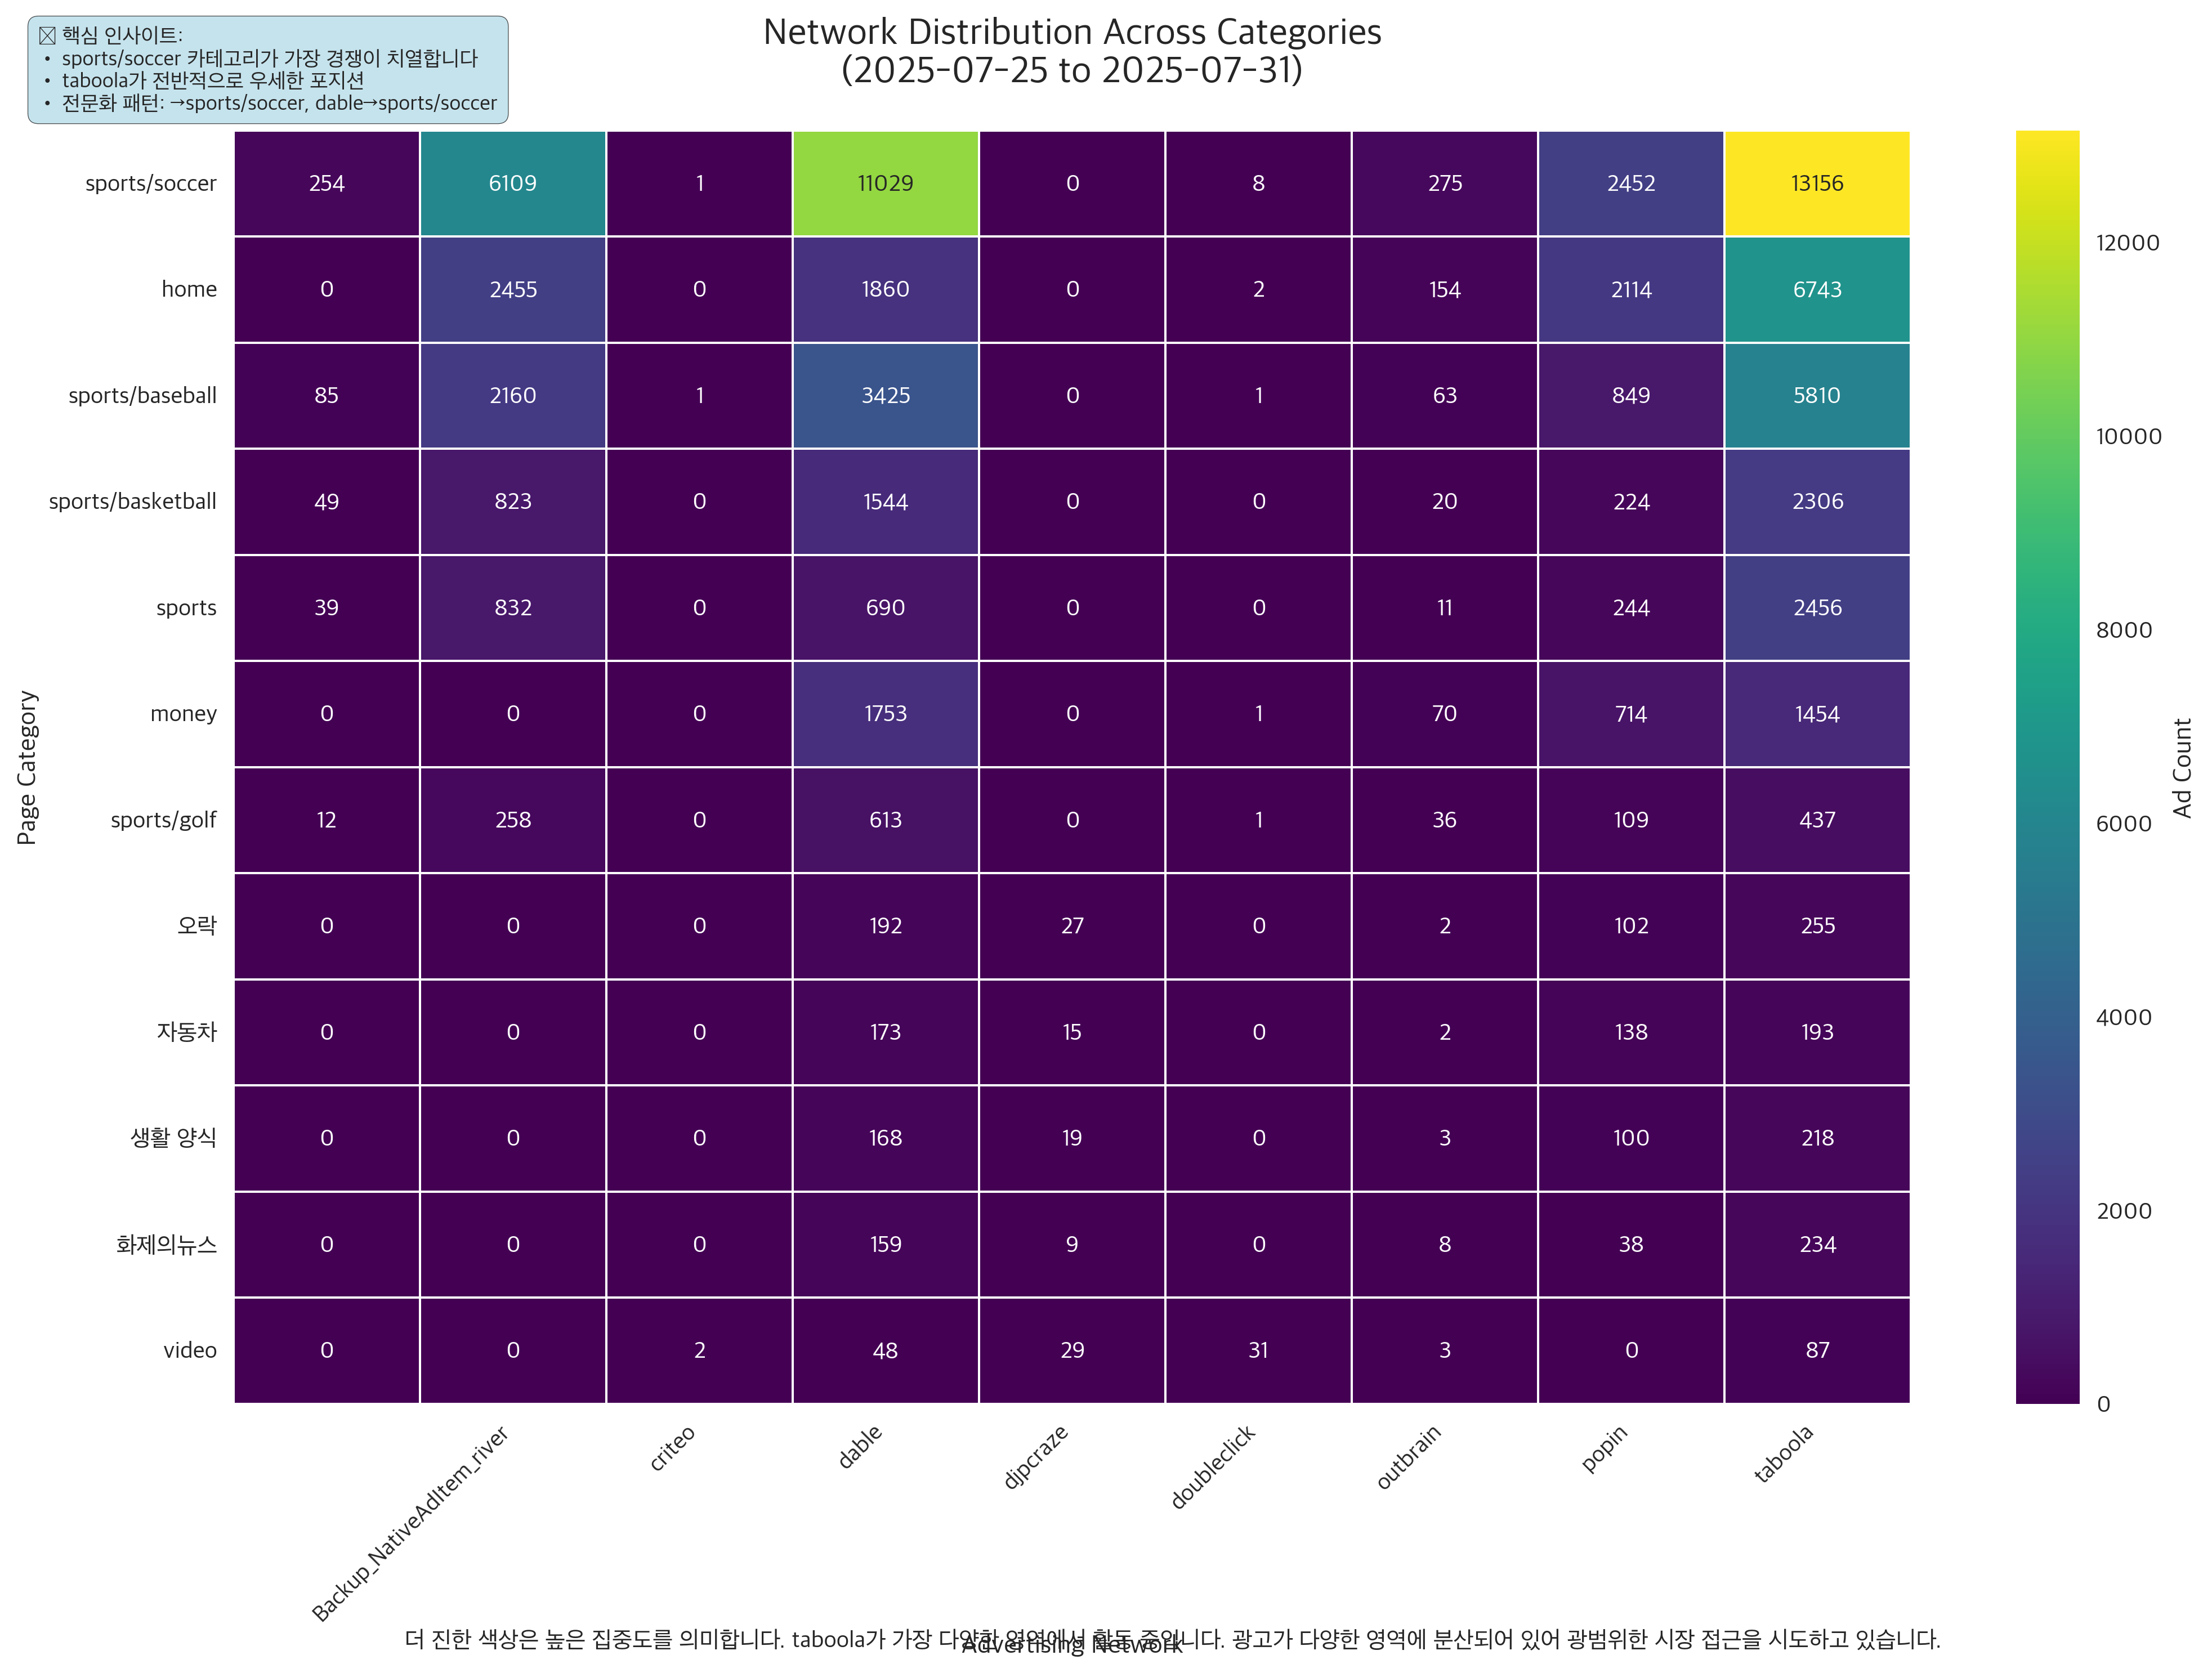 핵심 인사이트:
• sports/soccer 카테고리가 가장 경쟁이 치열합니다
• taboola가 전반적으로 우세한 포지션
• 전문화 패턴: →sports/soccer, dable→sports/soccer
Network Distribution Across Categories
(2025-07-25 to 2025-07-31)
sports/soccer 254 6109 1 11029 0 8 275 2452 13156
home 0 2455 0 1860 0 2 154 2114 6743
sports/baseball 85 2160 1 3425 0 1 63 849 5810
sports/basketball 49 823 0 1544 0 0 20 224 2306
sports 39 832 0 690 0 0 11 244 2456
money 0 0 0 1753 0 1 70 714 1454
sports/golf 12 258 0 613 0 1 36 109 437
오락 0 0 0 192 27 0 2 102 255
자동차 0 0 0 173 15 0 2 138 193
생활 양식 0 0 0 168 19 0 3 100 218
화제의뉴스 0 0 0 159 9 0 8 38 234
video 0 0 2 48 29 31 3 0 87
Page Category
Backup_NativeAdItem_river criteo dable djpcraze doubleclick outbrain popin taboola
12000
10000
8000
6000
4000
2000
0
Ad Count
더 진한 색상은 높은 집중도를 의미합니다. taboola가 가장 다양한 영역에서 활동 중입니다. 광고가 다양한 영역에 분산되어 있어 광범위한 시장 접근을 시도하고 있습니다.
Advertising Network